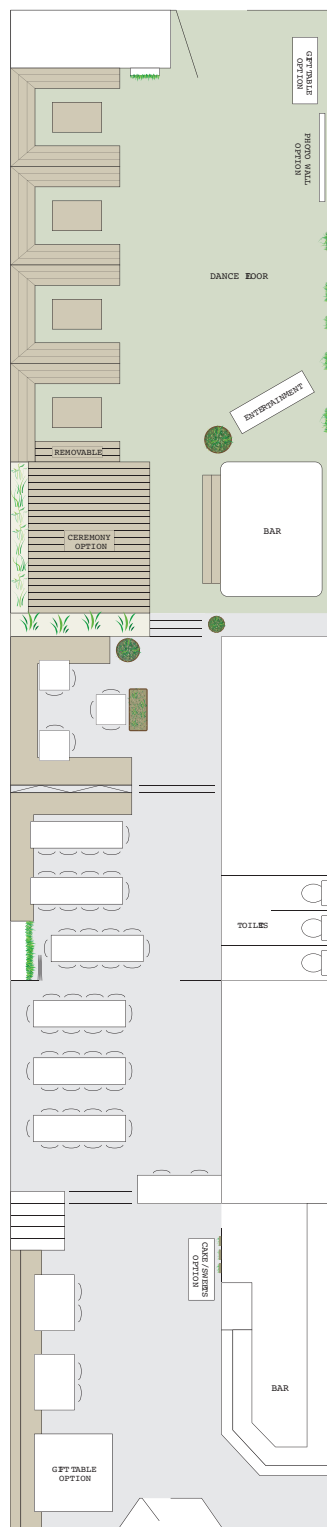 GIFT TABLE
OPTION
PHOTO WALL
OPTION
DANCE FLOOR
ENTERTAINMENT
REMOVABLE
BAR
CEREMONY
OPTION
TOILETS
CAKE/SWEETS
OPTION
BAR
GIFT TABLE
OPTION